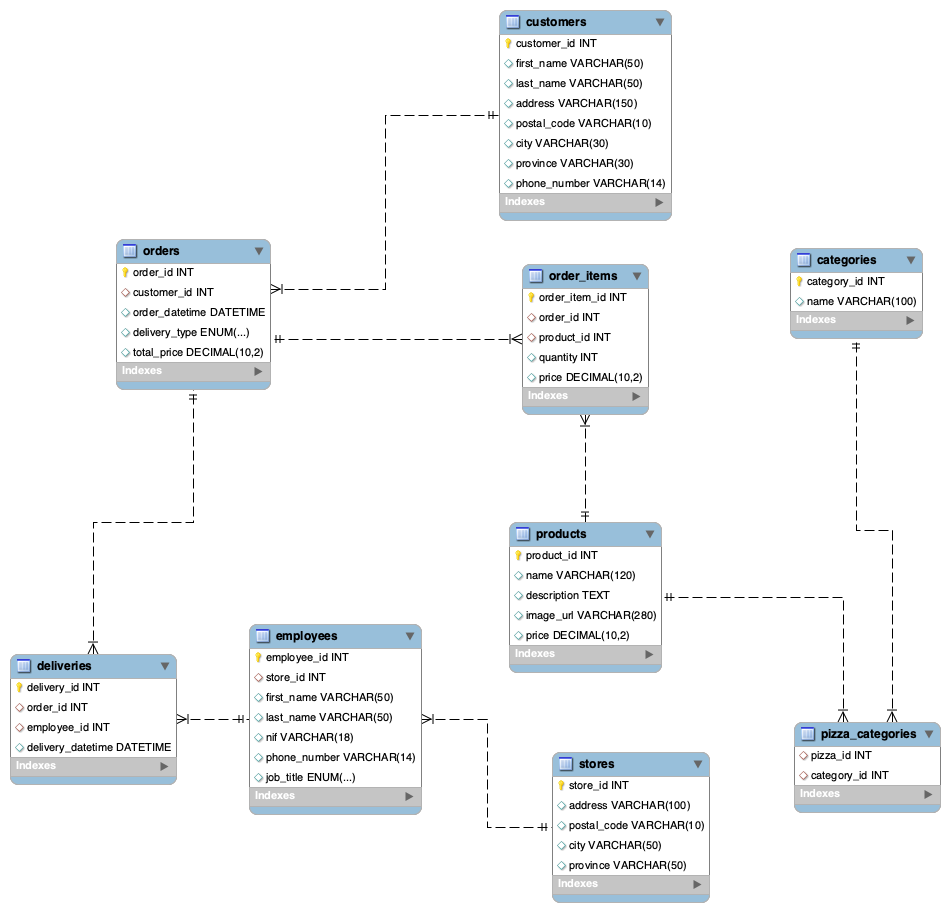 customers
customer_id INT
first_name VARCHAR(50)
last_name VARCHAR(50)
address VARCHAR(150)
postal_code VARCHAR(10)
city VARCHAR(30)
province VARCHAR(30)
phone_number VARCHAR(14)
Indexes
orders
order_id INT
customer_id INT
order_datetime DATETIME
delivery_type ENUM(...)
total_price DECIMAL(10,2)
Indexes
order_items
order_item_id INT
order_id INT
product_id INT
quantity INT
price DECIMAL(10,2)
Indexes
categories
category_id INT
name VARCHAR(100)
Indexes
products
product_id INT
name VARCHAR(120)
description TEXT
image_url VARCHAR(280)
price DECIMAL(10,2)
Indexes
deliveries
delivery_id INT
order_id INT
employee_id INT
delivery_datetime DATETIME
Indexes
employees
employee_id INT
store_id INT
first_name VARCHAR(50)
last_name VARCHAR(50)
nif VARCHAR(18)
phone_number VARCHAR(14)
job_title ENUM(...)
Indexes
stores
store_id INT
address VARCHAR(100)
postal_code VARCHAR(10)
city VARCHAR(50)
province VARCHAR(50)
Indexes
pizza_categories
pizza_id INT
category_id INT
Indexes